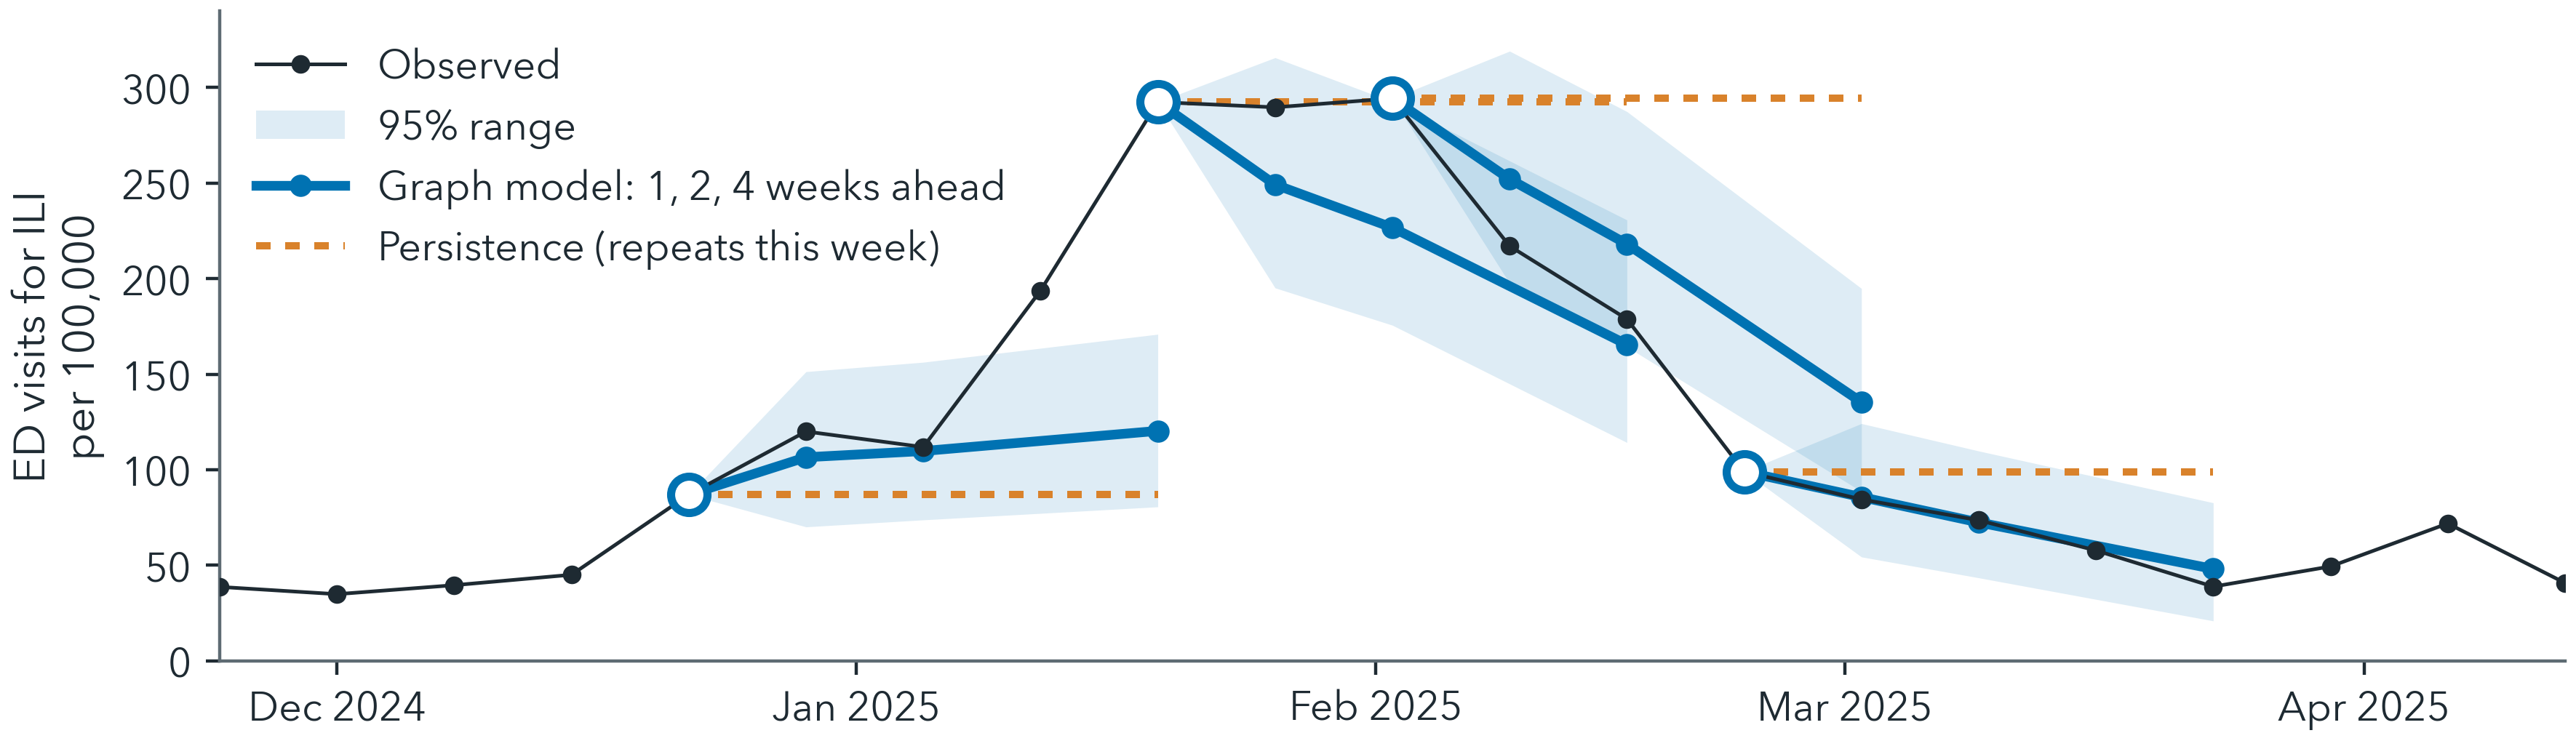 ED visits for ILI
per 100,000
300
250
200
150
100
50
0
Observed
95% range
Graph model: 1, 2, 4 weeks ahead
Persistence (repeats this week)
Dec 2024
Jan 2025
Feb 2025
Mar 2025
Apr 2025